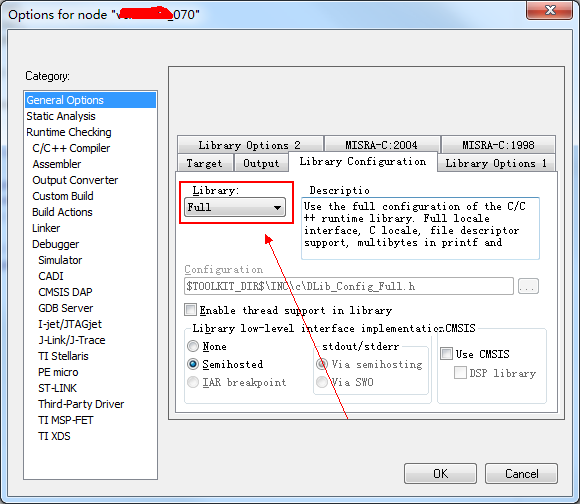 Options for node "v _070"
Category:
General Options
Static Analysis
Runtime Checking
C/C++ Compiler
Assembler
Output Converter
Custom Build
Build Actions
Linker
Debugger
Simulator
CADI
CMSIS DAP
GDB Server
I-jet/JTAGjet
J-Link/J-Trace
TI Stellaris
PE micro
ST-LINK
Third-Party Driver
TI MSP-FET
TI XDS
Library Options 2 MISRA-C:2004 MISRA-C:1998
Target Output Library Configuration Library Options 1
Library: Descriptio
Full
Use the full configuration of the C/C
++ runtime library. Full locale
interface, C locale, file descriptor
support, multibytes in printf and
Configuration
$TOOLKIT_DIR$\INC\c\DLib_Config_Full.h ...
Enable thread support in library
Library low-level interface implementation CMSIS
None stdout/stderr Use CMSIS
Semihosted Via semihosting DSP library
IAR breakpoint Via SWO
OK Cancel